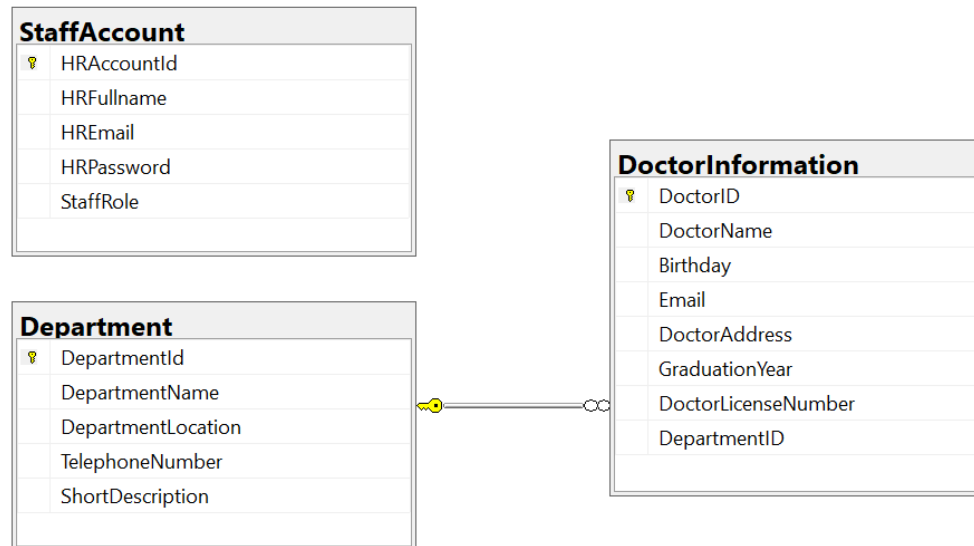 StaffAccount
HRAccountId
HRFullname
HREmail
HRPassword
StaffRole
Department
DepartmentId
DepartmentName
DepartmentLocation
TelephoneNumber
ShortDescription
DoctorInformation
DoctorID
DoctorName
Birthday
Email
DoctorAddress
GraduationYear
DoctorLicenseNumber
DepartmentID